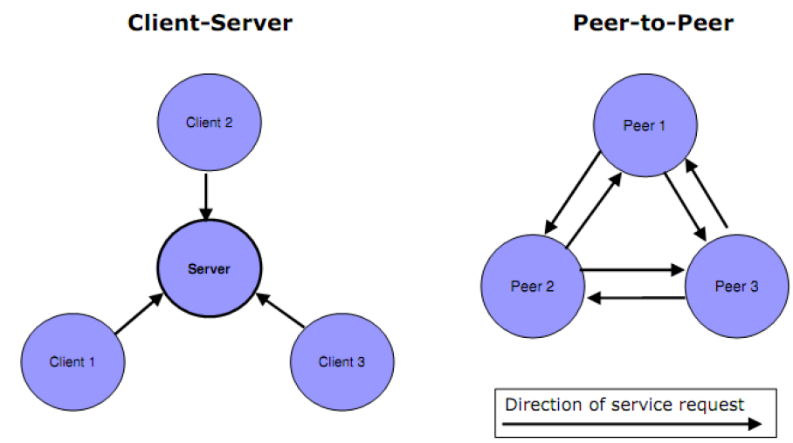 Client-Server
Client 2
Server
Client 1
Client 3
Peer-to-Peer
Peer 1
Peer 2
Peer 3
Direction of service request